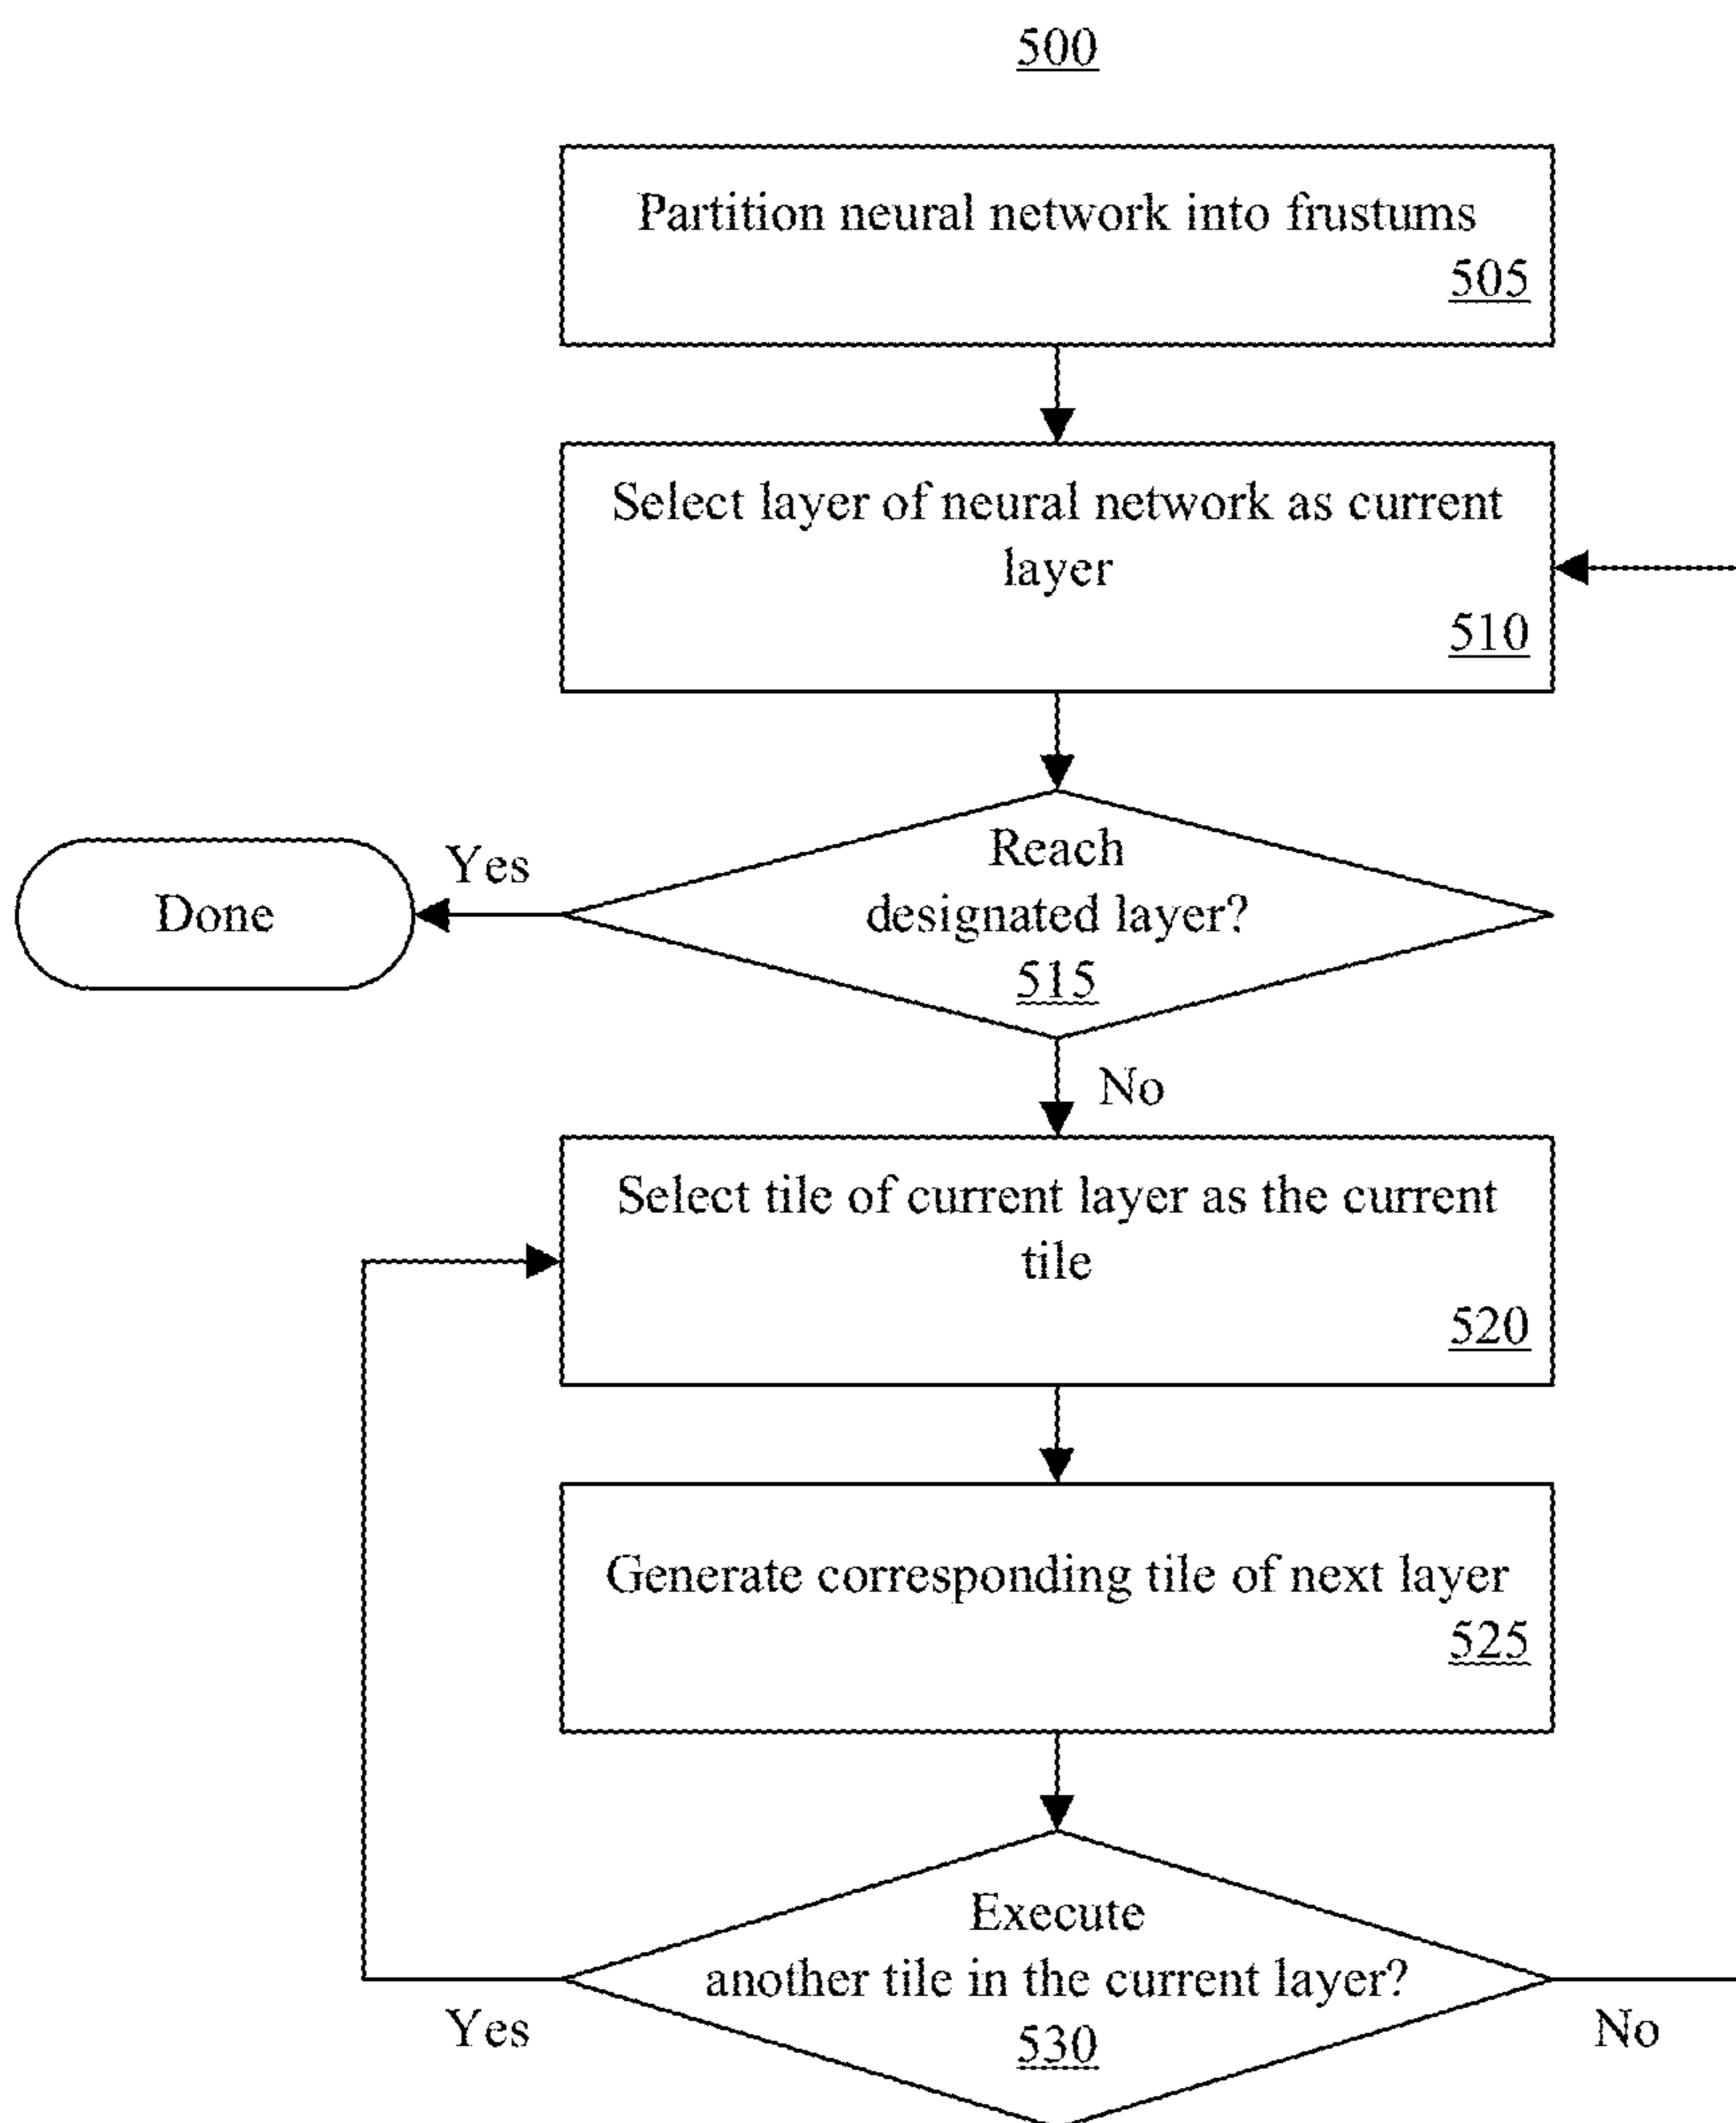 500
Partition neural network into frustums
505
Select layer of neural network as current
layer
510
Reach
designated layer?
515
Yes
Done
No
Select tile of current layer as the current
tile
520
Generate corresponding tile of next layer
525
Execute
another tile in the current layer?
530
Yes
No